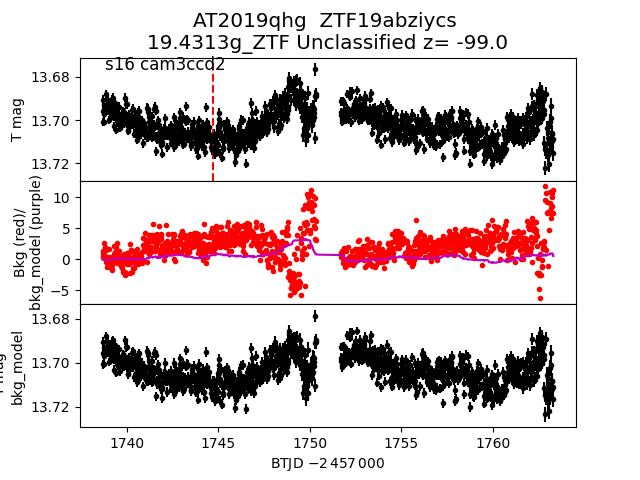 AT2019qhg ZTF19abziycs
19.4313g_ZTF Unclassified z= -99.0
s16 cam3ccd2
T mag
13.68
13.70
13.72
Bkg (red)/
bkg_model (purple)
10
5
0
−5
bkg_model
13.68
13.70
13.72
1740
1745
1750
1755
1760
BTJD −2 457 000